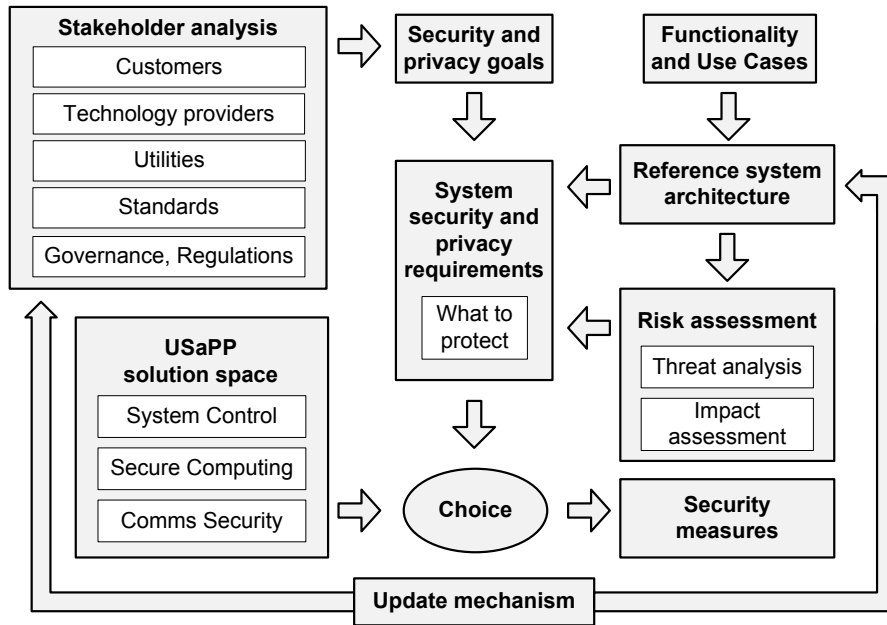 Stakeholder analysis
Customers
Technology providers
Utilities
Standards
Governance, Regulations
Security and
privacy goals
Functionality
and Use Cases
System
security and
privacy
requirements
What to
protect
Reference system
architecture
Risk assessment
Threat analysis
Impact
assessment
USaPP
solution space
System Control
Secure Computing
Comms Security
Choice
Security
measures
Update mechanism